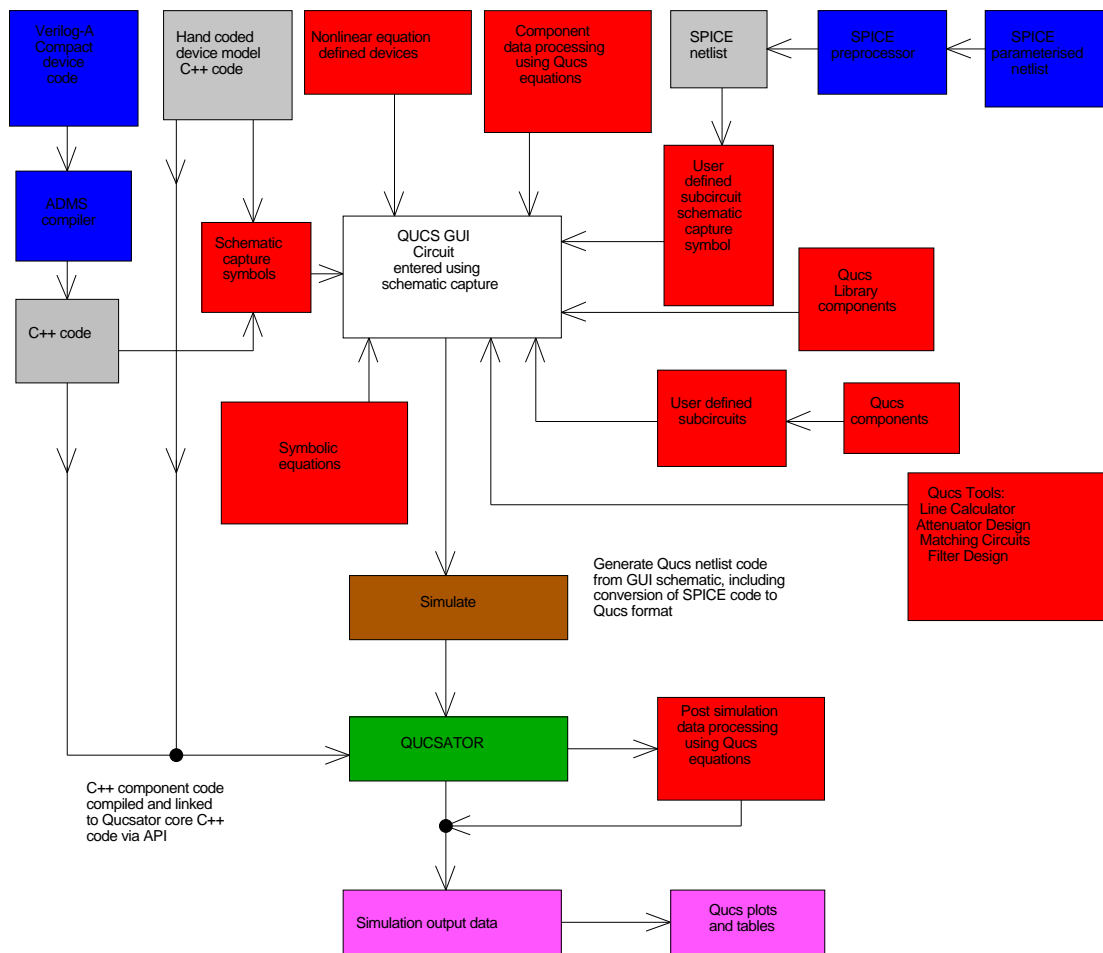 Verilog-A
Compact
device
code
Hand coded
device model
C++ code
Nonlinear equation
defined devices
Component
data processing
using Qucs
equations
SPICE
netlist
SPICE
preprocessor
SPICE
parameterised
netlist
ADMS
compiler
Schematic
capture
symbols
QUCS GUI
Circuit
entered using
schematic capture
User
defined
subcircuit
schematic
capture
symbol
Qucs
Library
components
C++ code
User defined
subcircuits
Qucs
components
Symbolic
equations
Qucs Tools:
Line Calculator
Attenuator Design
Matching Circuits
Filter Design
Generate Qucs netlist code
from GUI schematic, including
conversion of SPICE code to
Qucs format
Simulate
QUCSATOR
Post simulation
data processing
using Qucs
equations
C++ component code
compiled and linked
to Qucsator core C++
code via API
Simulation output data
Qucs plots
and tables